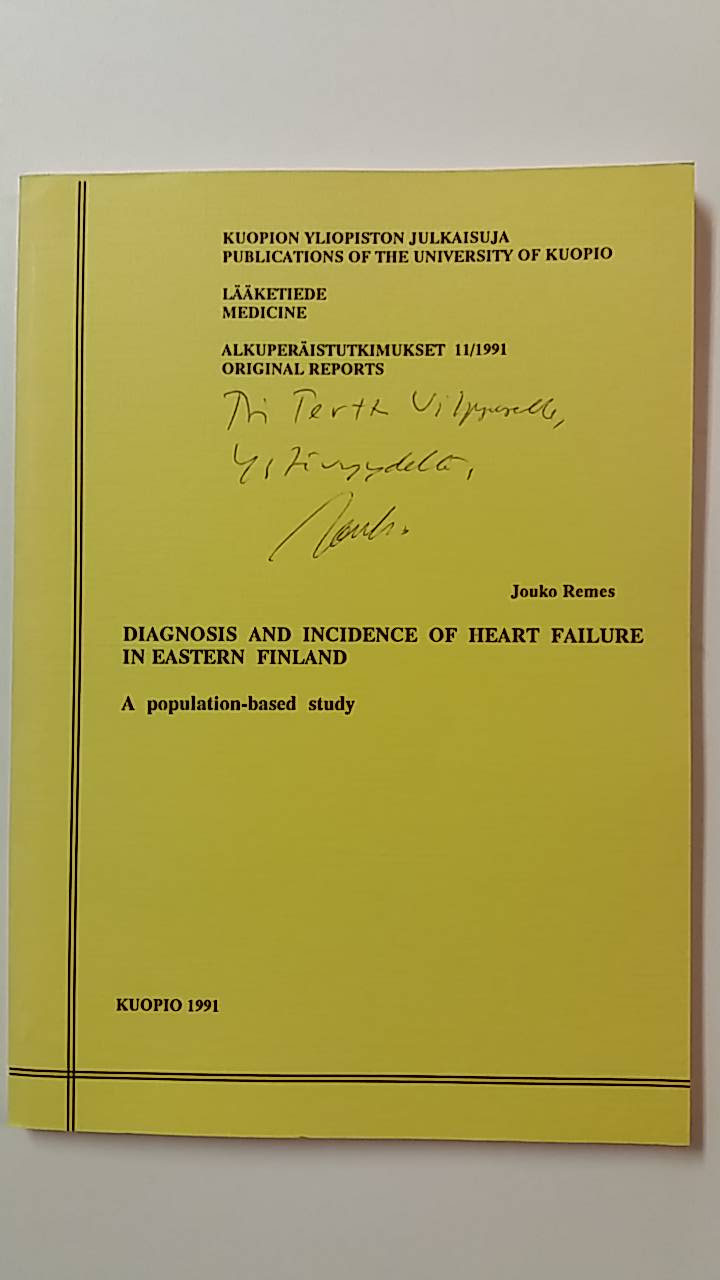 KUOPION YLIOPISTON JULKAISUJA
PUBLICATIONS OF THE UNIVERSITY OF KUOPIO
LÄÄKETIEDE
MEDICINE
ALKUPERÄISTUTKIMUKSET 11/1991
ORIGINAL REPORTS
Ystävyydellä,
Jouko Remes
DIAGNOSIS AND INCIDENCE OF HEART FAILURE
IN EASTERN FINLAND
A population-based study
KUOPIO 1991